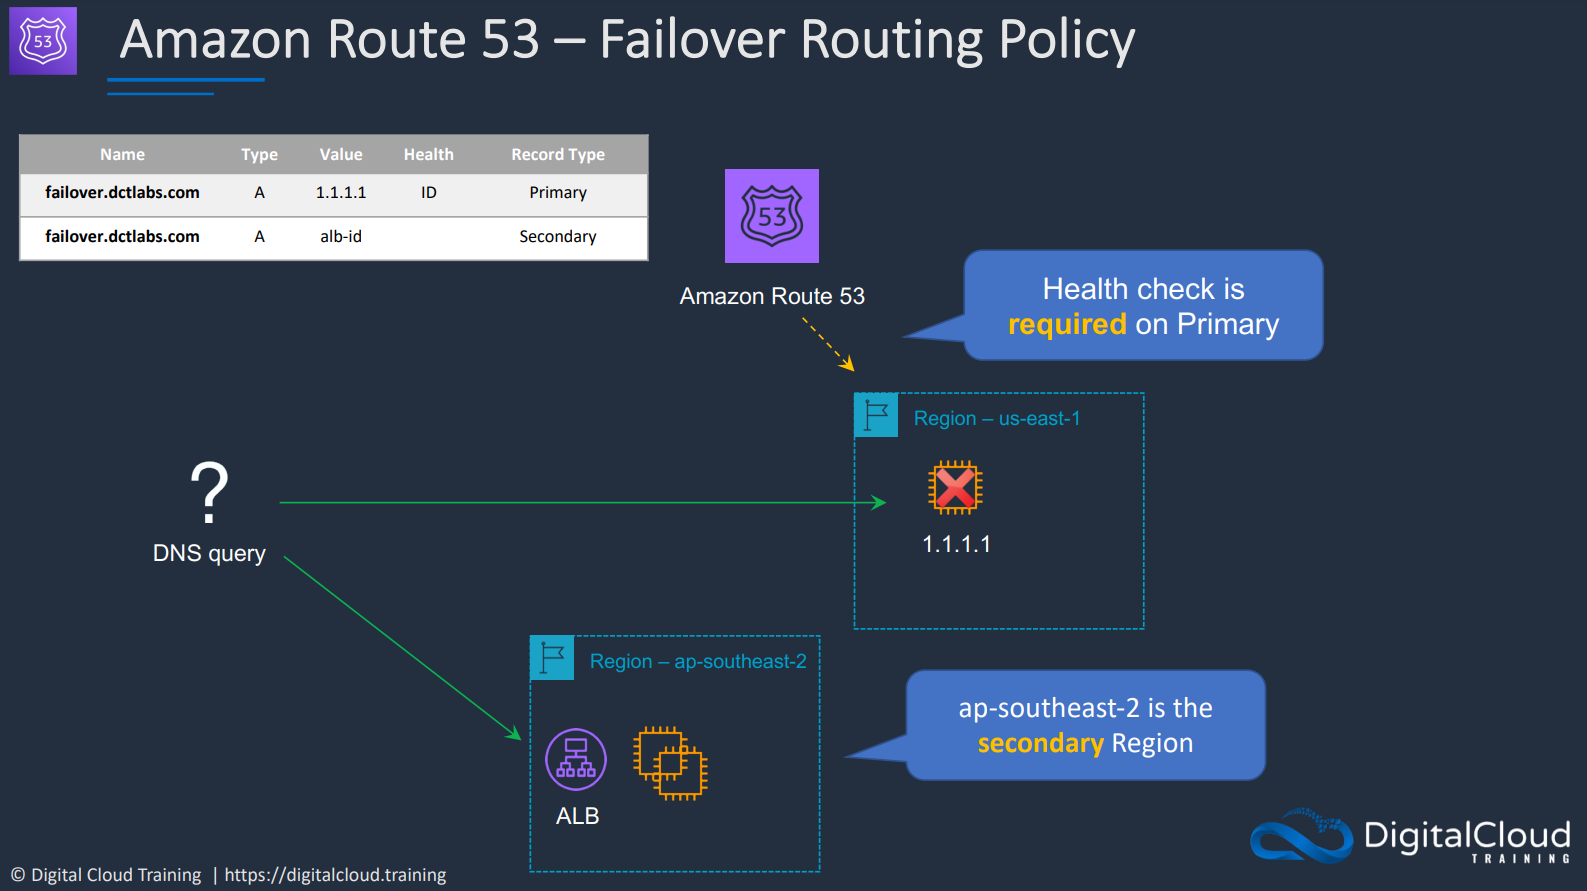 53
Amazon Route 53 – Failover Routing Policy
Name Type Value Health Record Type
failover.dctlabs.com A 1.1.1.1 ID Primary
failover.dctlabs.com A alb-id Secondary
53
Amazon Route 53
Health check is
required on Primary
Region – us-east-1
1.1.1.1
?
DNS query
Region – ap-southeast-2
ALB
ap-southeast-2 is the
secondary Region
DigitalCloud
TRAINING
© Digital Cloud Training | https://digitalcloud.training